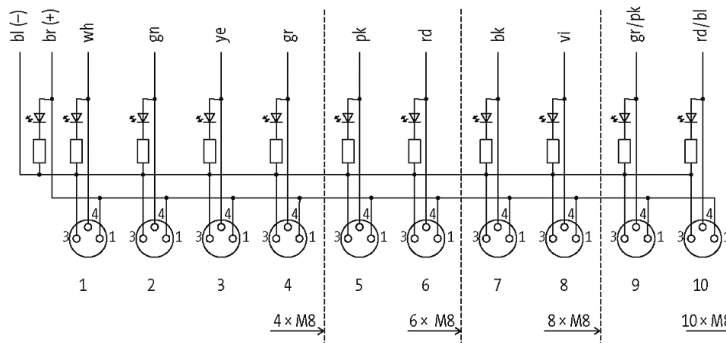 bl (–) br (+) wh gn ye gr pk rd bk vi gr/pk rd/bl
4 4 4 4 4 4 4 4 4 4
3 1 3 1 3 1 3 1 3 1 3 1 3 1 3 1 3 1 3 1
1 2 3 4 5 6 7 8 9 10
4 × M8 6 × M8 8 × M8 10 × M8